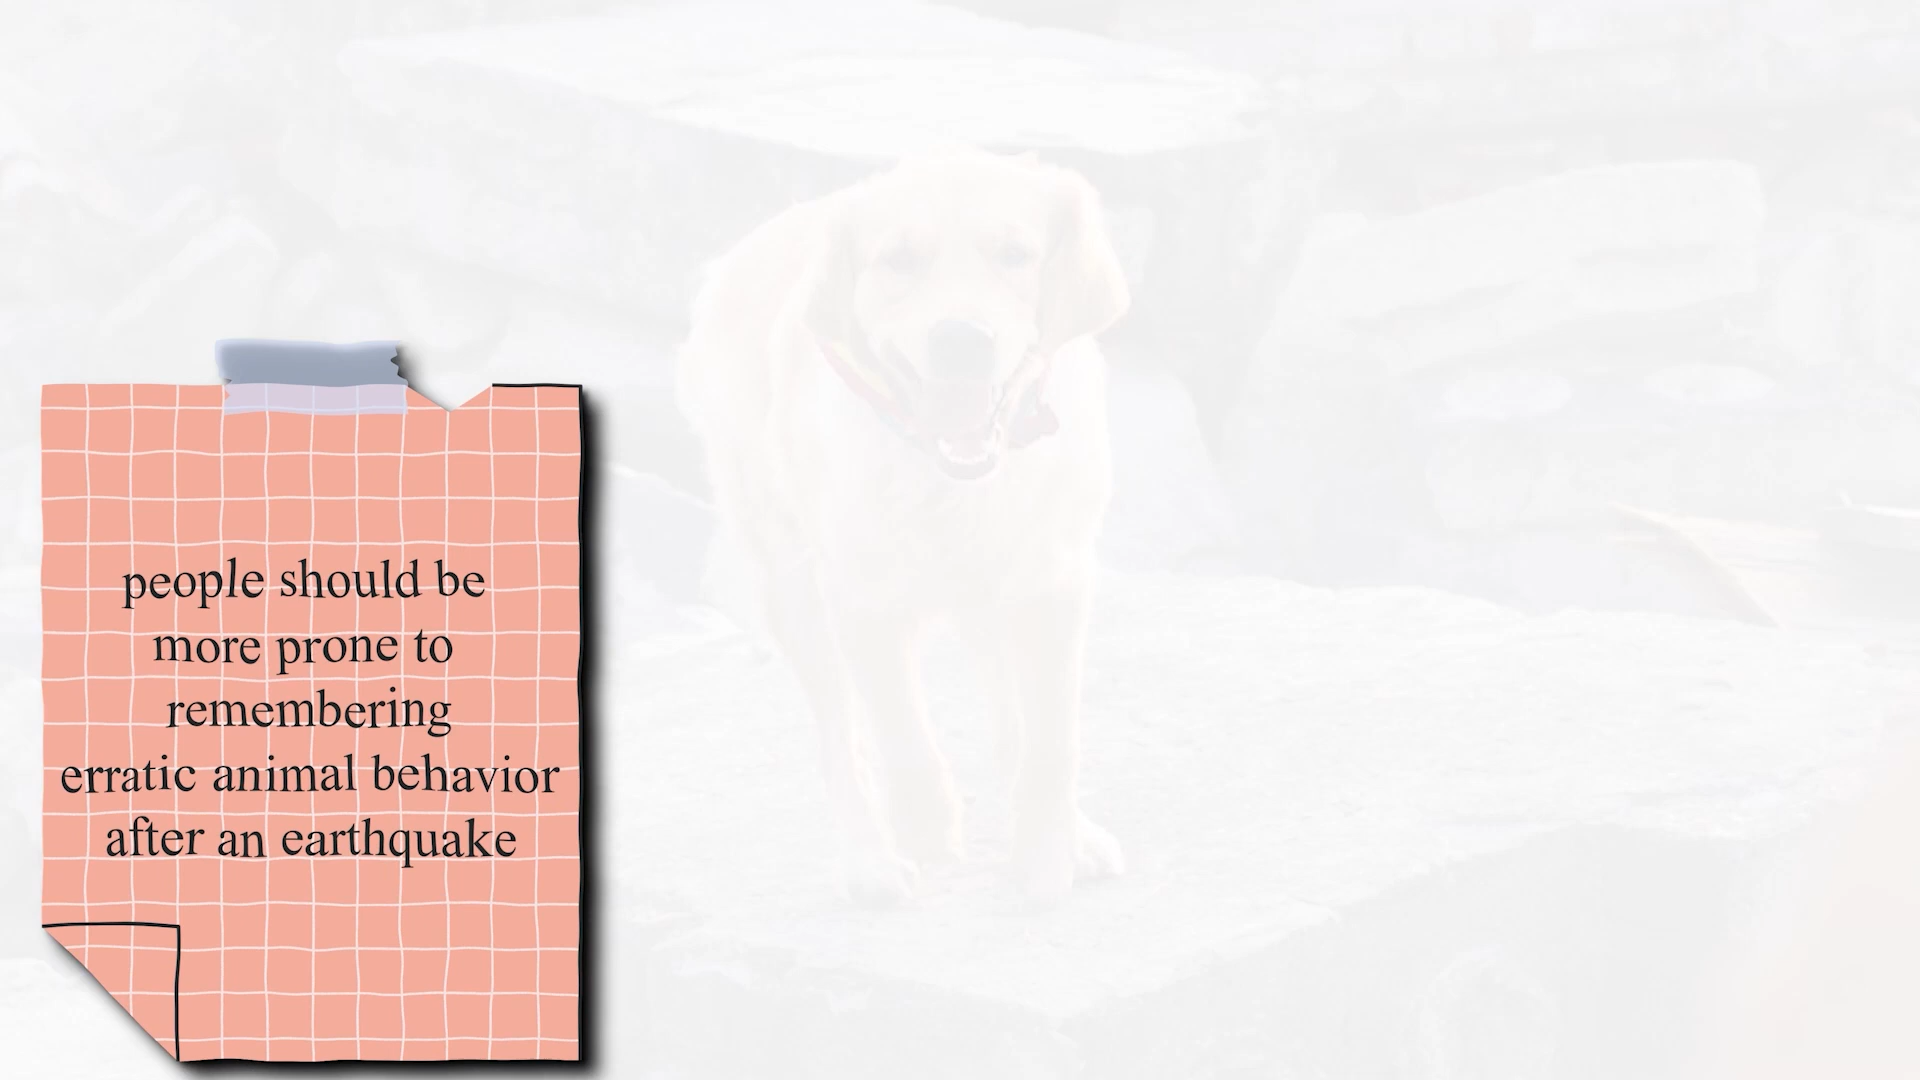 people should be
more prone to
remembering
erratic animal behavior
after an earthquake